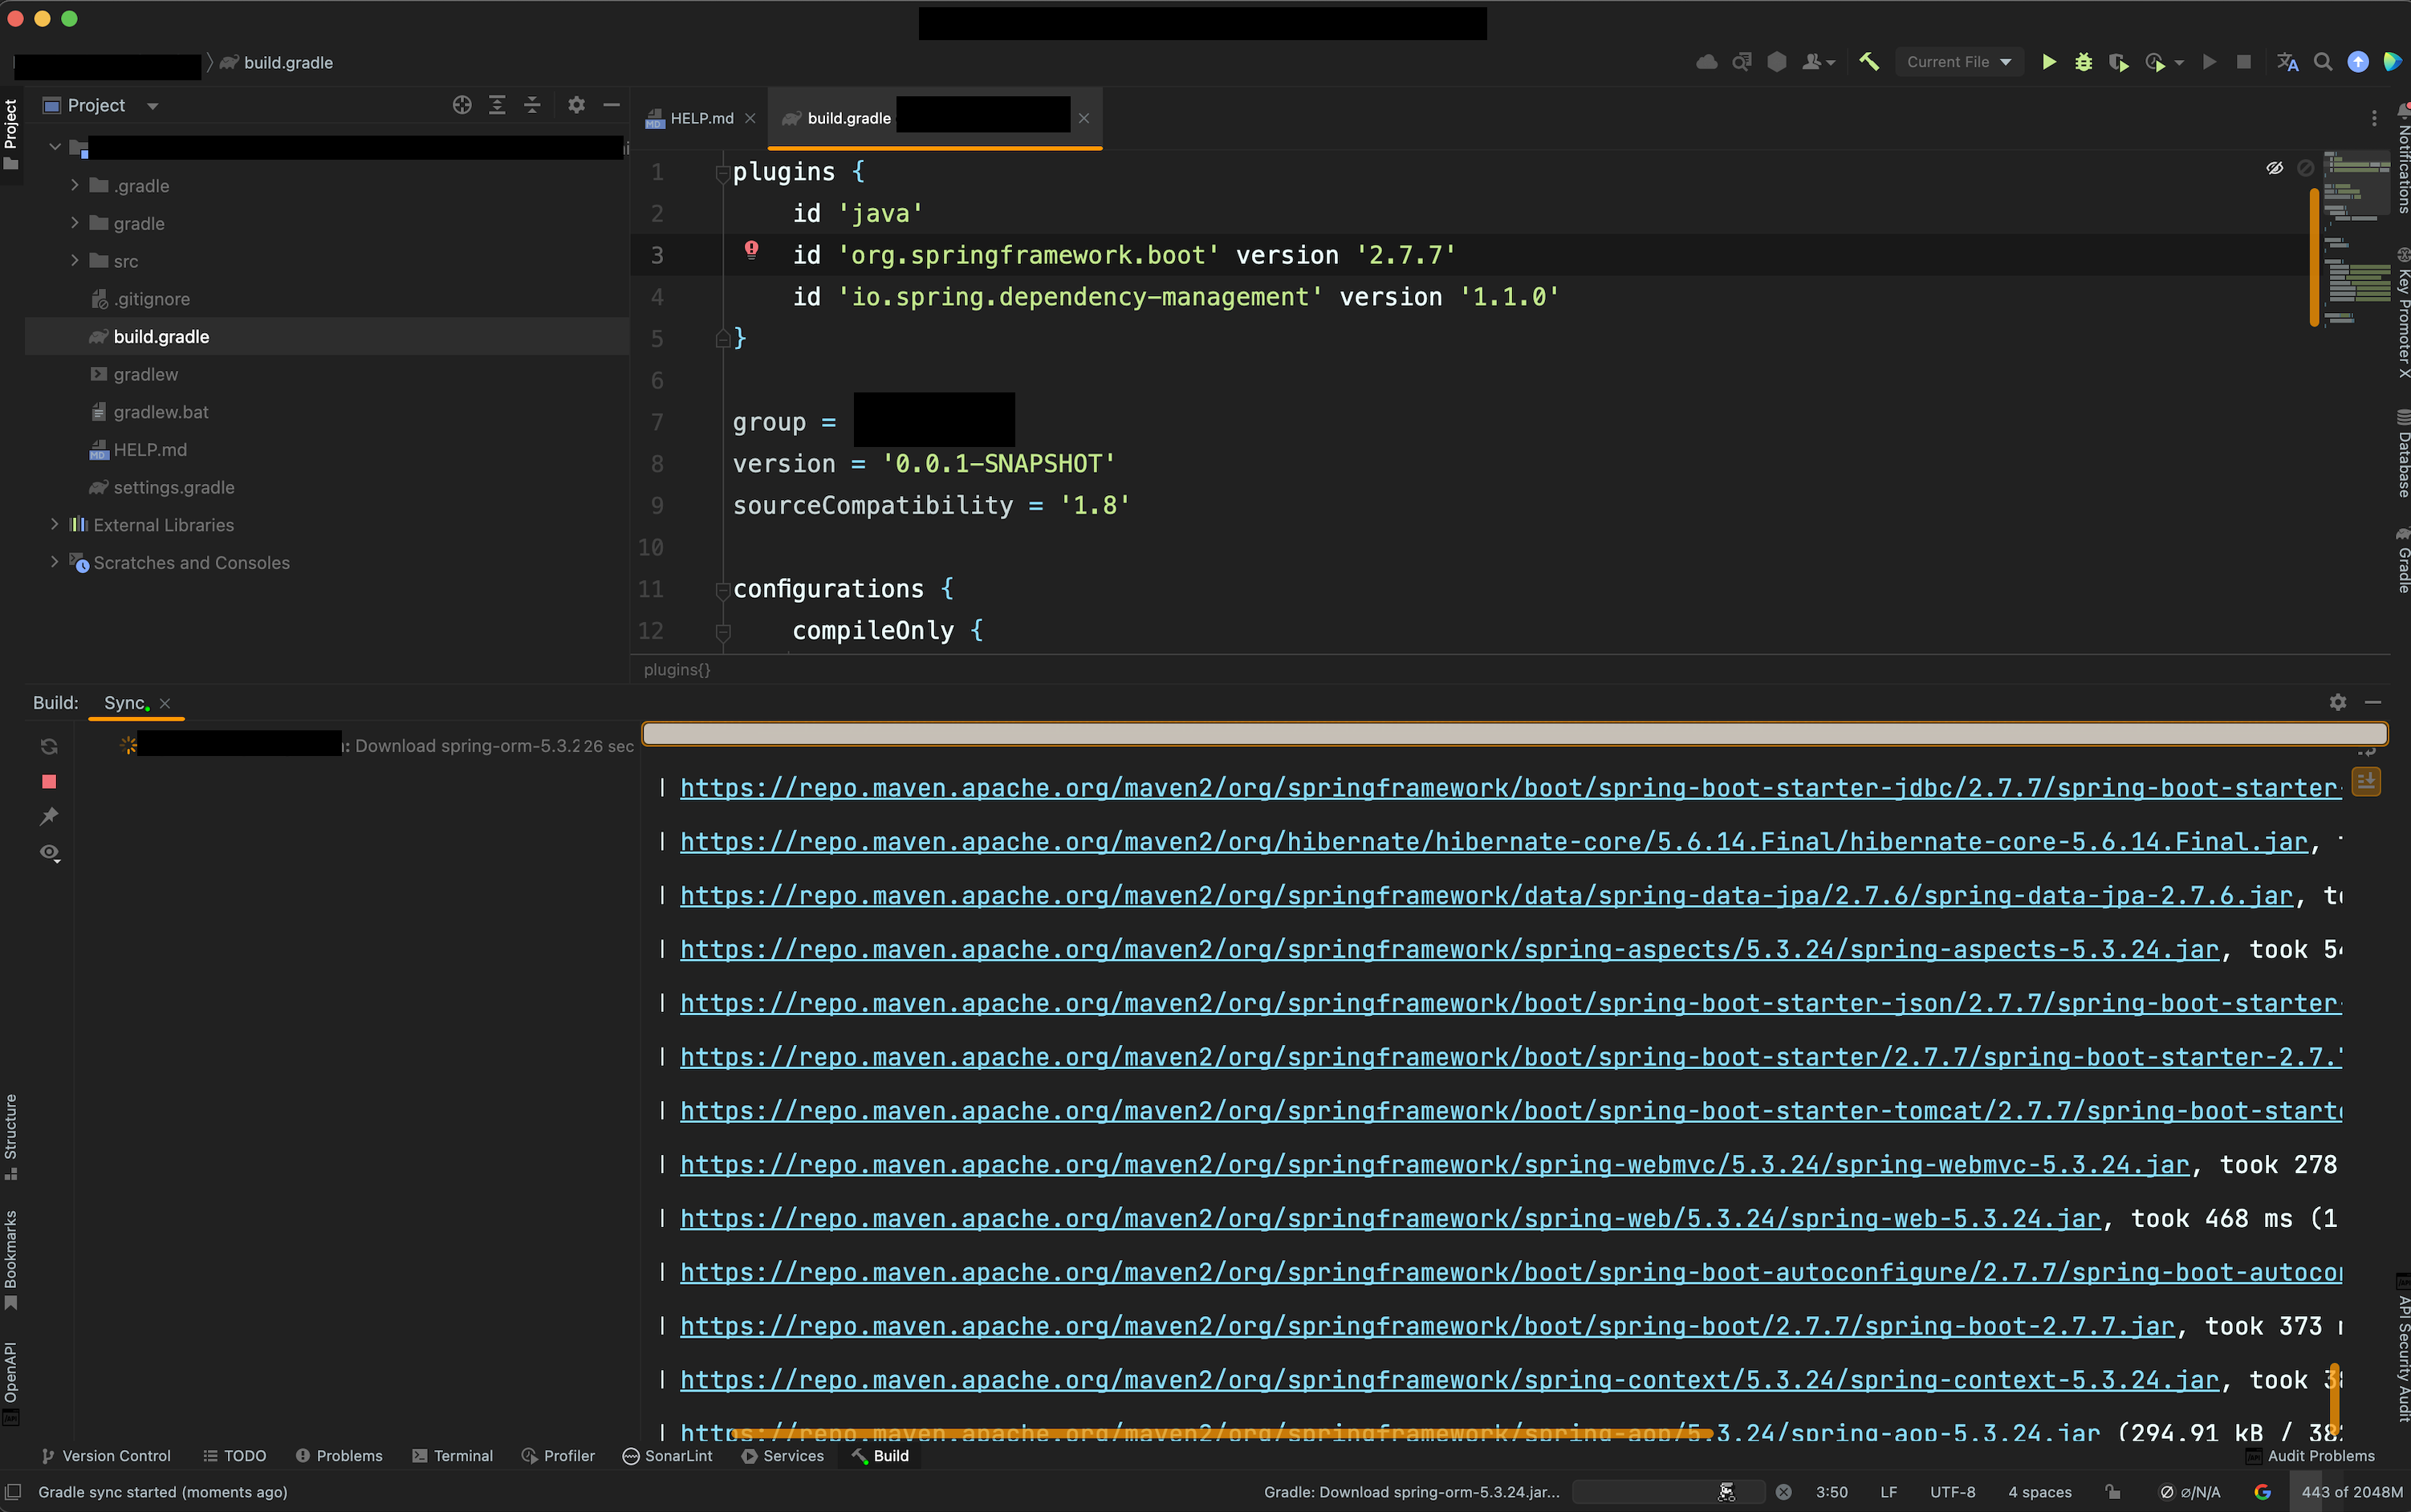 build.gradle
Current File
Project
Project
HELP.md
build.gradle
.gradle
gradle
src
.gitignore
build.gradle
gradlew
gradlew.bat
HELP.md
settings.gradle
External Libraries
Scratches and Consoles
1 plugins {
2 id 'java'
3 id 'org.springframework.boot' version '2.7.7'
4 id 'io.spring.dependency-management' version '1.1.0'
5 }
6
7 group =
8 version = '0.0.1-SNAPSHOT'
9 sourceCompatibility = '1.8'
10
11 configurations {
12 compileOnly {
plugins{}
Notifications
Key Promoter X
Database
Gradle
Build: Sync
: Download spring-orm-5.3.2 26 sec
| https://repo.maven.apache.org/maven2/org/springframework/boot/spring-boot-starter-jdbc/2.7.7/spring-boot-starter-
| https://repo.maven.apache.org/maven2/org/hibernate/hibernate-core/5.6.14.Final/hibernate-core-5.6.14.Final.jar,
| https://repo.maven.apache.org/maven2/org/springframework/data/spring-data-jpa/2.7.6/spring-data-jpa-2.7.6.jar,
| https://repo.maven.apache.org/maven2/org/springframework/spring-aspects/5.3.24/spring-aspects-5.3.24.jar, took
| https://repo.maven.apache.org/maven2/org/springframework/boot/spring-boot-starter-json/2.7.7/spring-boot-starter-
| https://repo.maven.apache.org/maven2/org/springframework/boot/spring-boot-starter/2.7.7/spring-boot-starter-2.7.
| https://repo.maven.apache.org/maven2/org/springframework/boot/spring-boot-starter-tomcat/2.7.7/spring-boot-start
| https://repo.maven.apache.org/maven2/org/springframework/spring-webmvc/5.3.24/spring-webmvc-5.3.24.jar, took 278
| https://repo.maven.apache.org/maven2/org/springframework/spring-web/5.3.24/spring-web-5.3.24.jar, took 468 ms (1
| https://repo.maven.apache.org/maven2/org/springframework/boot/spring-boot-autoconfigure/2.7.7/spring-boot-autoco
| https://repo.maven.apache.org/maven2/org/springframework/boot/spring-boot/2.7.7/spring-boot-2.7.7.jar, took 373
| https://repo.maven.apache.org/maven2/org/springframework/spring-context/5.3.24/spring-context-5.3.24.jar, took
| https://repo.maven.apache.org/maven2/org/springframework/spring-aop/5.3.24/spring-aop-5.3.24.jar (294.91 kB /
Structure
Bookmarks
OpenAPI
API Security Audit
Version Control TODO Problems Terminal Profiler SonarLint Services Build Audit Problems
Gradle sync started (moments ago) Gradle: Download spring-orm-5.3.24.jar... 3:50 LF UTF-8 4 spaces ∅/N/A 443 of 2048M